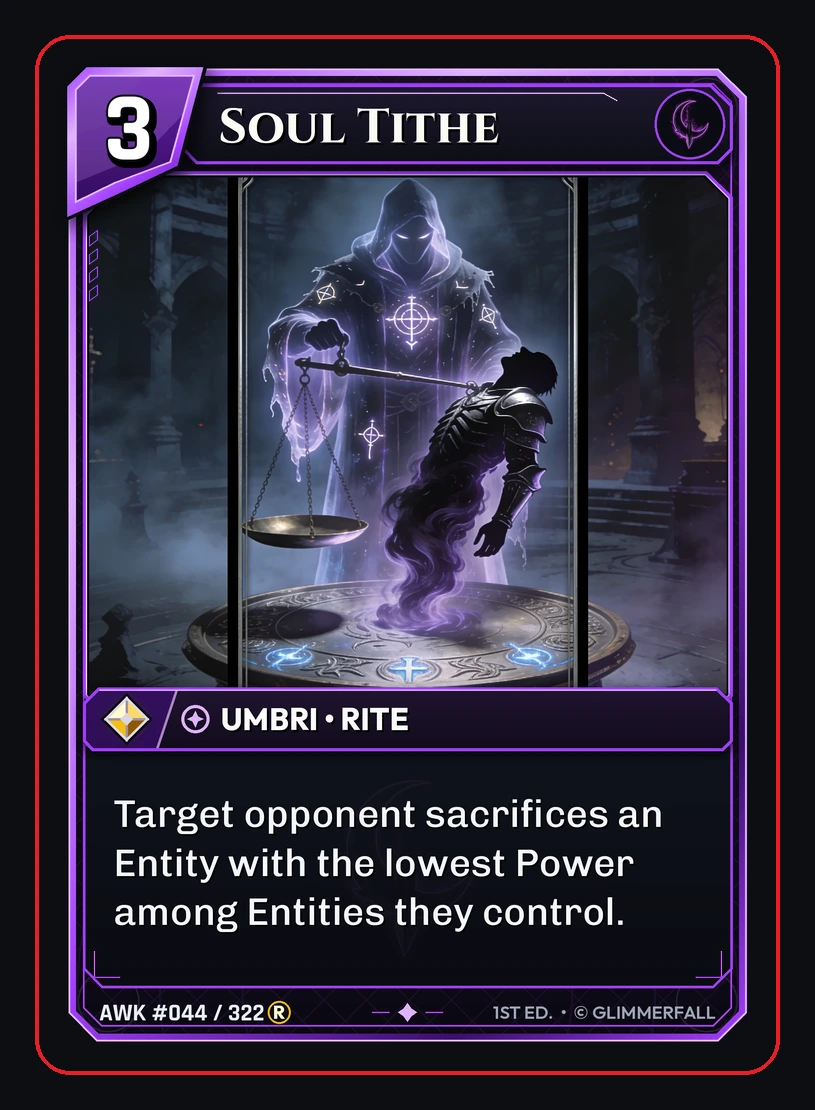 3
SOUL TITHE
UMBRI • RITE
Target opponent sacrifices an
Entity with the lowest Power
among Entities they control.
AWK #044 / 322 R
1ST ED. • © GLIMMERFALL